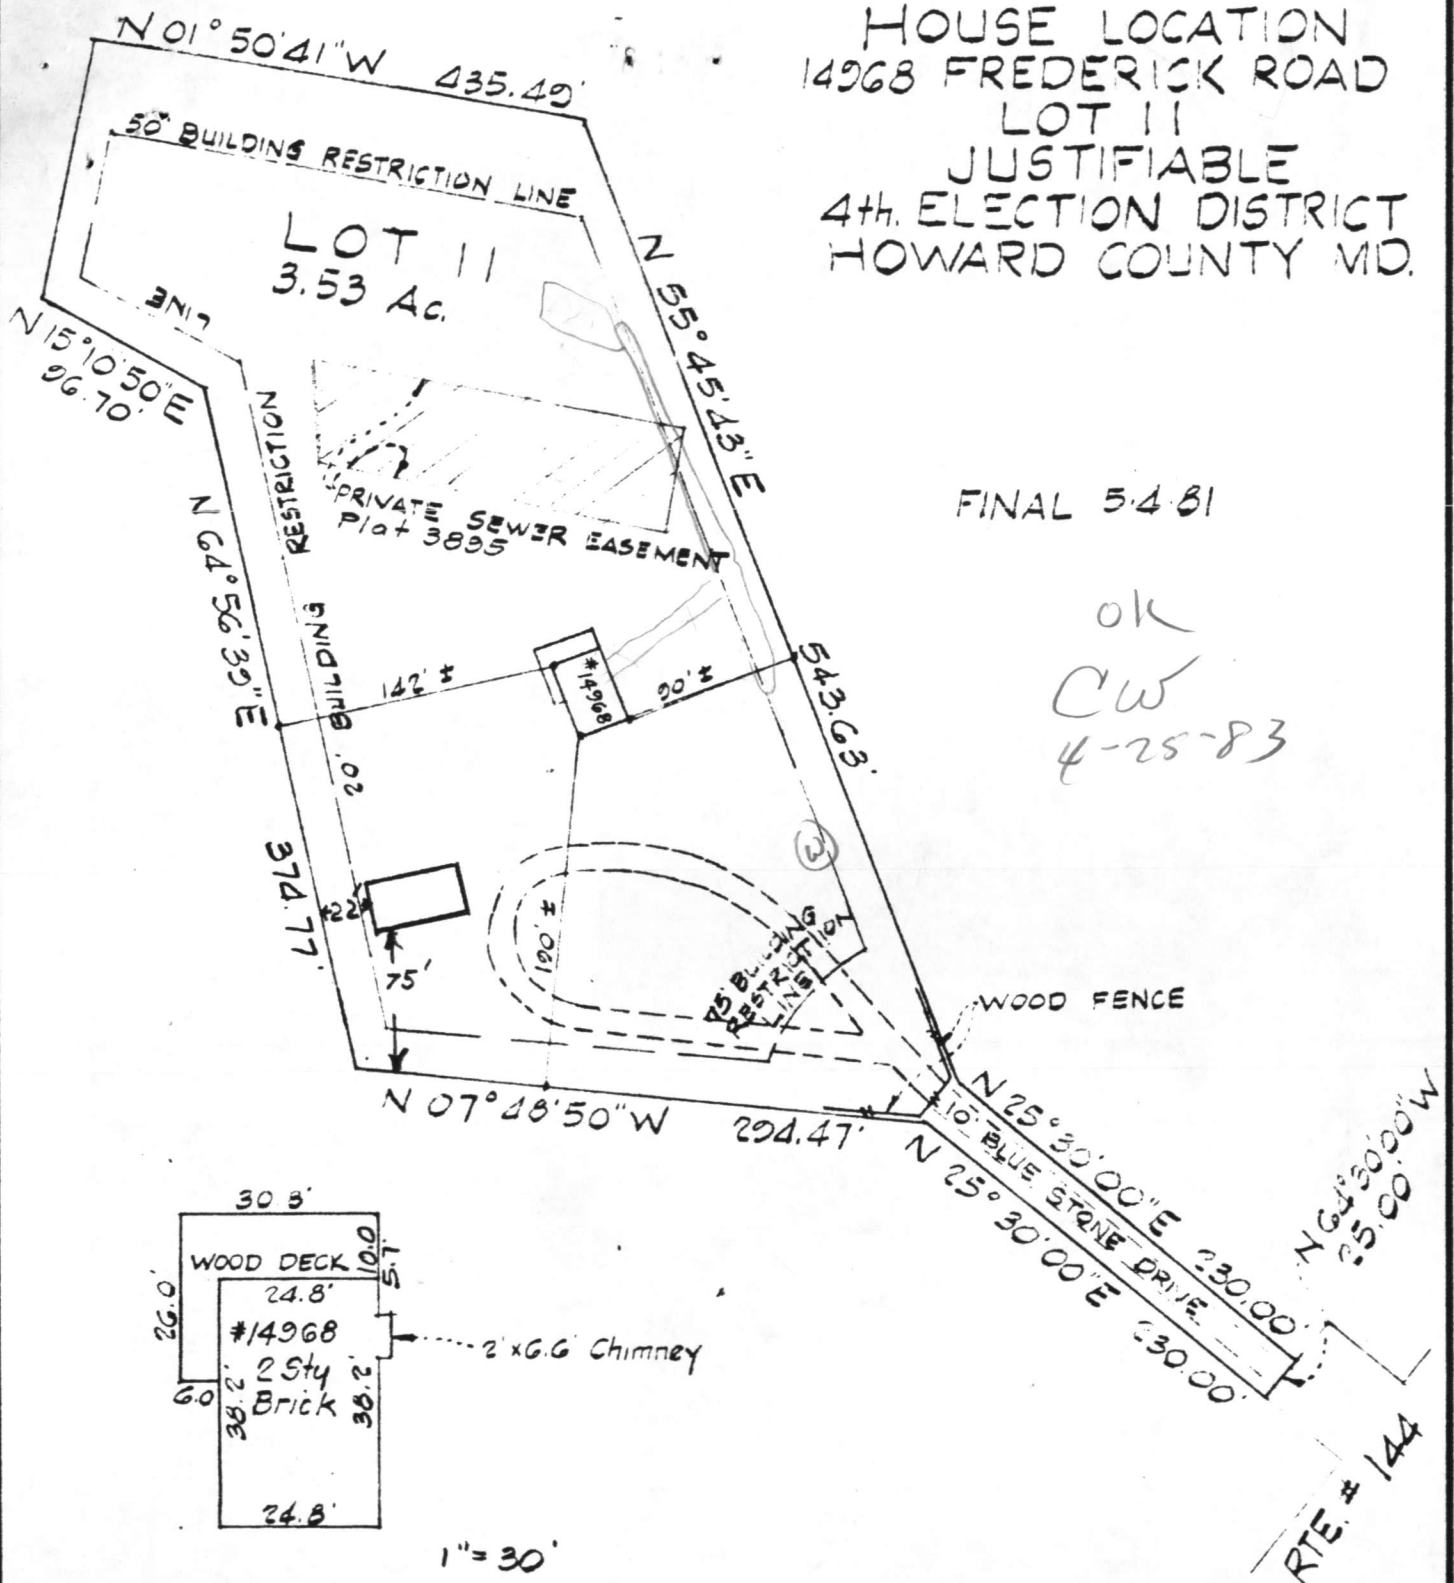 HOUSE LOCATION
14968 FREDERICK ROAD
LOT 11
JUSTIFIABLE
4th. ELECTION DISTRICT
HOWARD COUNTY MD.
N 01° 50' 41" W 435.49'
50' BUILDING RESTRICTION LINE
LOT 11
3.53 Ac.
LINE
N 15° 10' 50" E
96.70'
N 55° 45' 43" E
543.63'
RESTRICTION
BUILDING
20'
PRIVATE SEWER EASEMENT
Plat 3895
N 64° 56' 39" E
374.77'
FINAL 5.4.81
ok
CW
4-25-83
142' ±
#14968
90' ±
W
22'
75'
190' ±
75' BUILDING
RESTRICTION
LINE
10'
WOOD FENCE
N 07° 48' 50" W 294.47'
N 25° 30' 00" E 230.00'
10' BLUE STONE DRIVE
N 25° 30' 00" E 230.00'
25.00'
RTE. # 144
30.8'
WOOD DECK
10.0
5.7'
24.8'
26.0'
#14968
2 Sty
Brick
2' x 6.6' Chimney
6.0
38.2'
38.2'
24.8'
1" = 30'